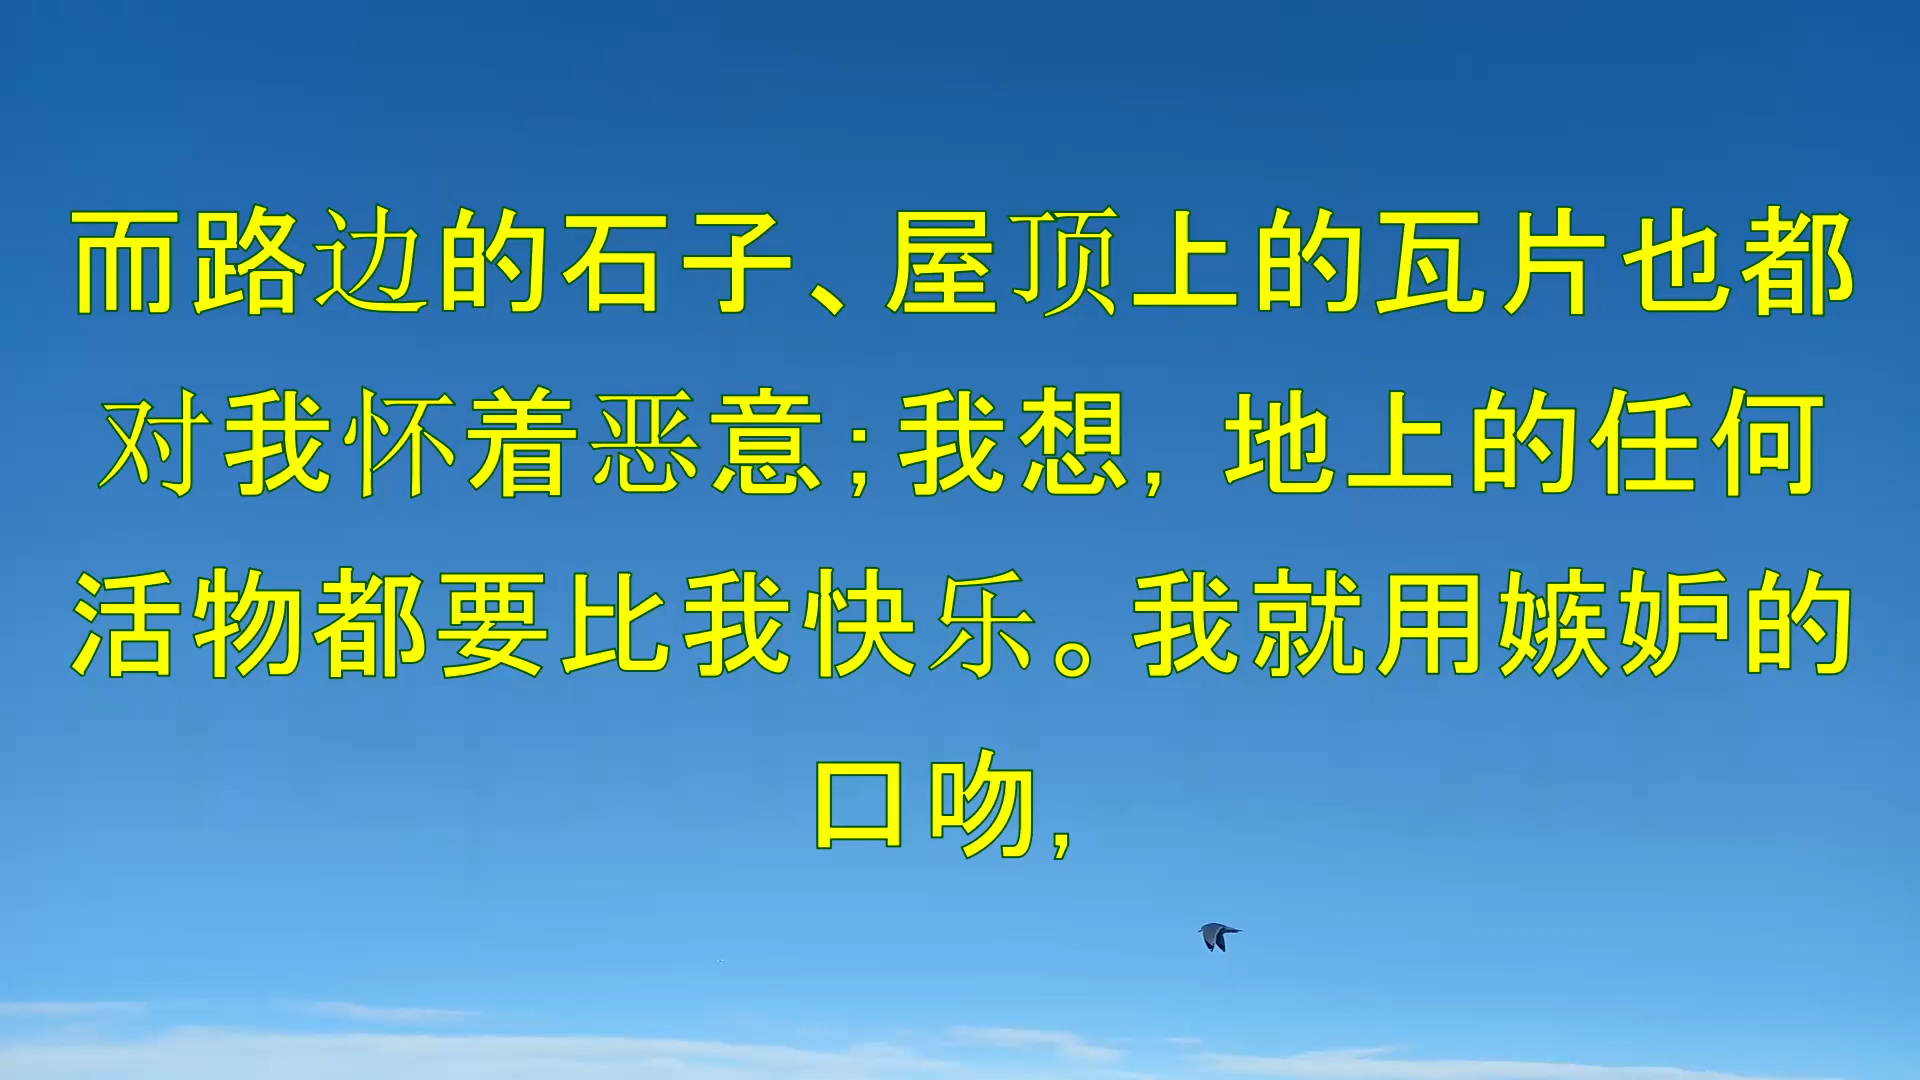 而路边的石子、屋顶上的瓦片也都
对我怀着恶意;我想, 地上的任何
活物都要比我快乐。我就用嫉妒的
口吻,